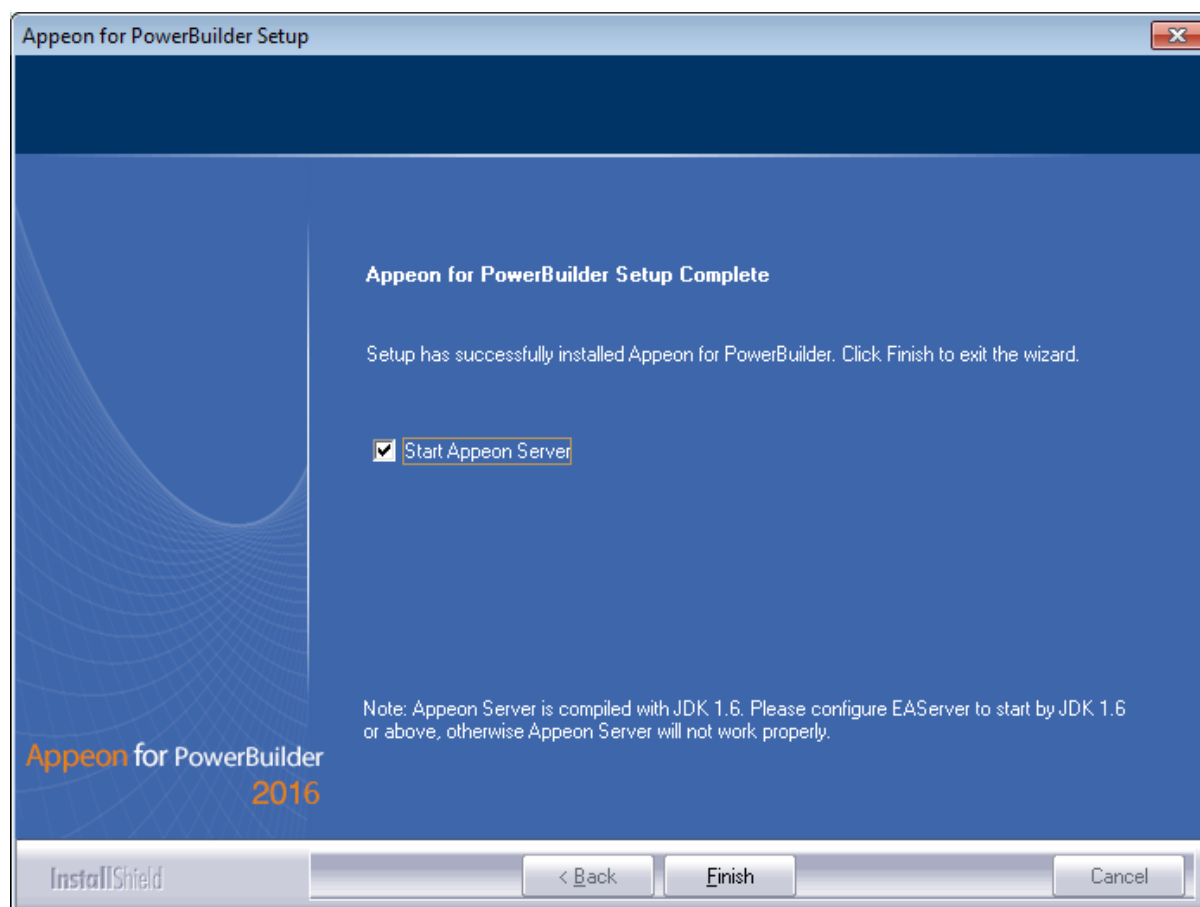 Appeon for PowerBuilder Setup
Appeon for PowerBuilder Setup Complete
Setup has successfully installed Appeon for PowerBuilder. Click Finish to exit the wizard.
Start Appeon Server
Note: Appeon Server is compiled with JDK 1.6. Please configure EAServer to start by JDK 1.6
or above, otherwise Appeon Server will not work properly.
Appeon for PowerBuilder
2016
InstallShield
< Back
Finish
Cancel